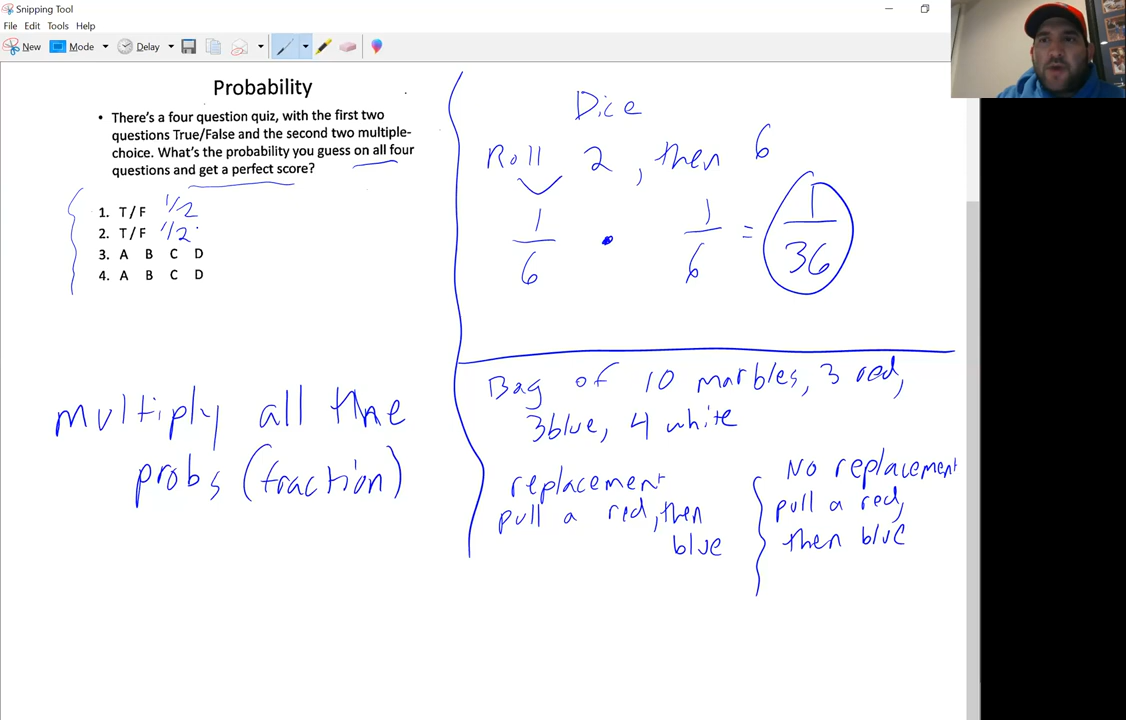 Snipping Tool
File Edit Tools Help
New Mode Delay
Probability
• There's a four question quiz, with the first two
questions True/False and the second two multiple-
choice. What's the probability you guess on all four
questions and get a perfect score?
1. T / F 1/2
2. T / F 1/2
3. A B C D
4. A B C D
multiply all the
probs (fraction)
Dice
Roll 2, then 6
1/6 · 1/6 = 1/36
Bag of 10 marbles, 3 red,
3 blue, 4 white
replacement
pull a red, then
blue
No replacement
pull a red,
then blue